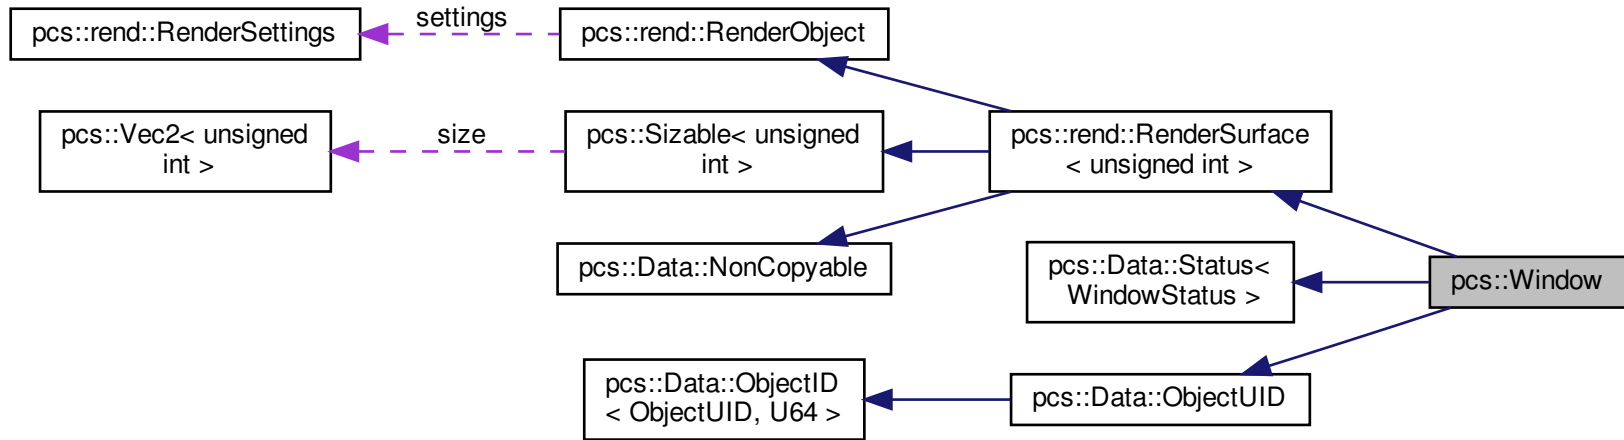 pcs::rend::RenderSettings
settings
pcs::rend::RenderObject
pcs::Vec2< unsigned
int >
size
pcs::Sizable< unsigned
int >
pcs::rend::RenderSurface
< unsigned int >
pcs::Data::NonCopyable
pcs::Data::Status<
WindowStatus >
pcs::Window
pcs::Data::ObjectID
< ObjectUID, U64 >
pcs::Data::ObjectUID